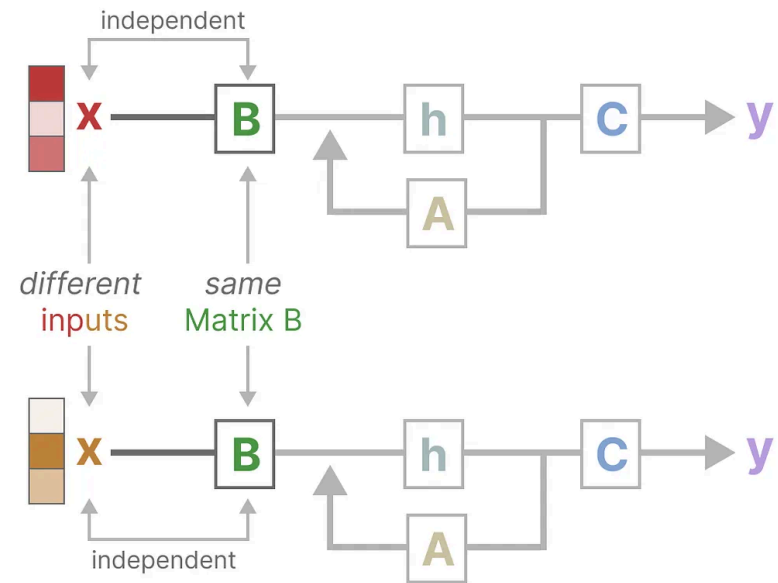 independent
x B h C y
A
different same
inputs Matrix B
x B h C y
A
independent